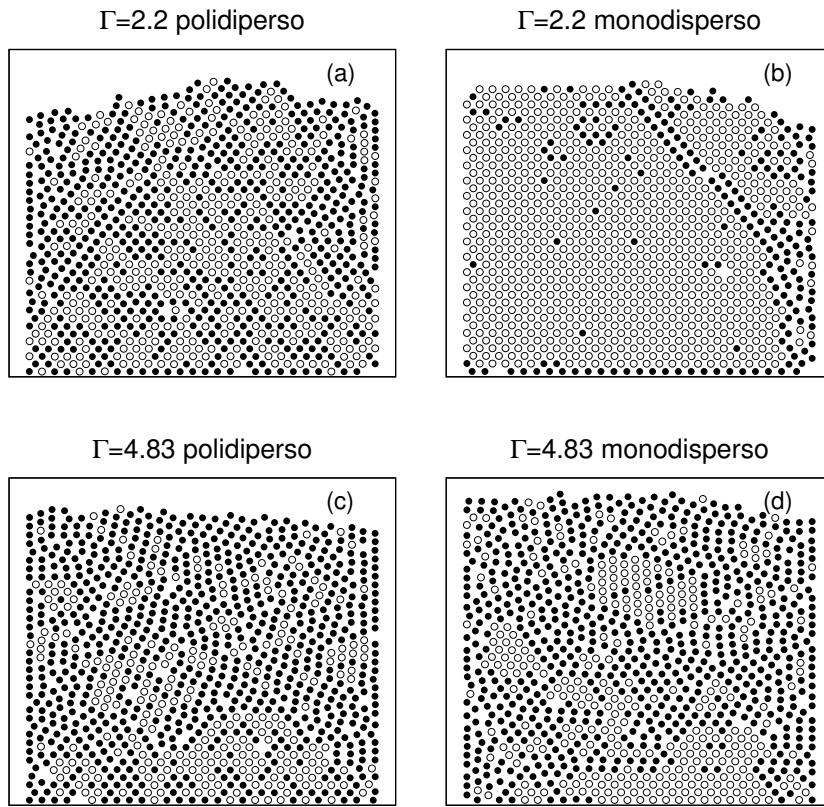 Γ=2.2 polidiperso
Γ=2.2 monodisperso
(a)
(b)
Γ=4.83 polidiperso
Γ=4.83 monodisperso
(c)
(d)